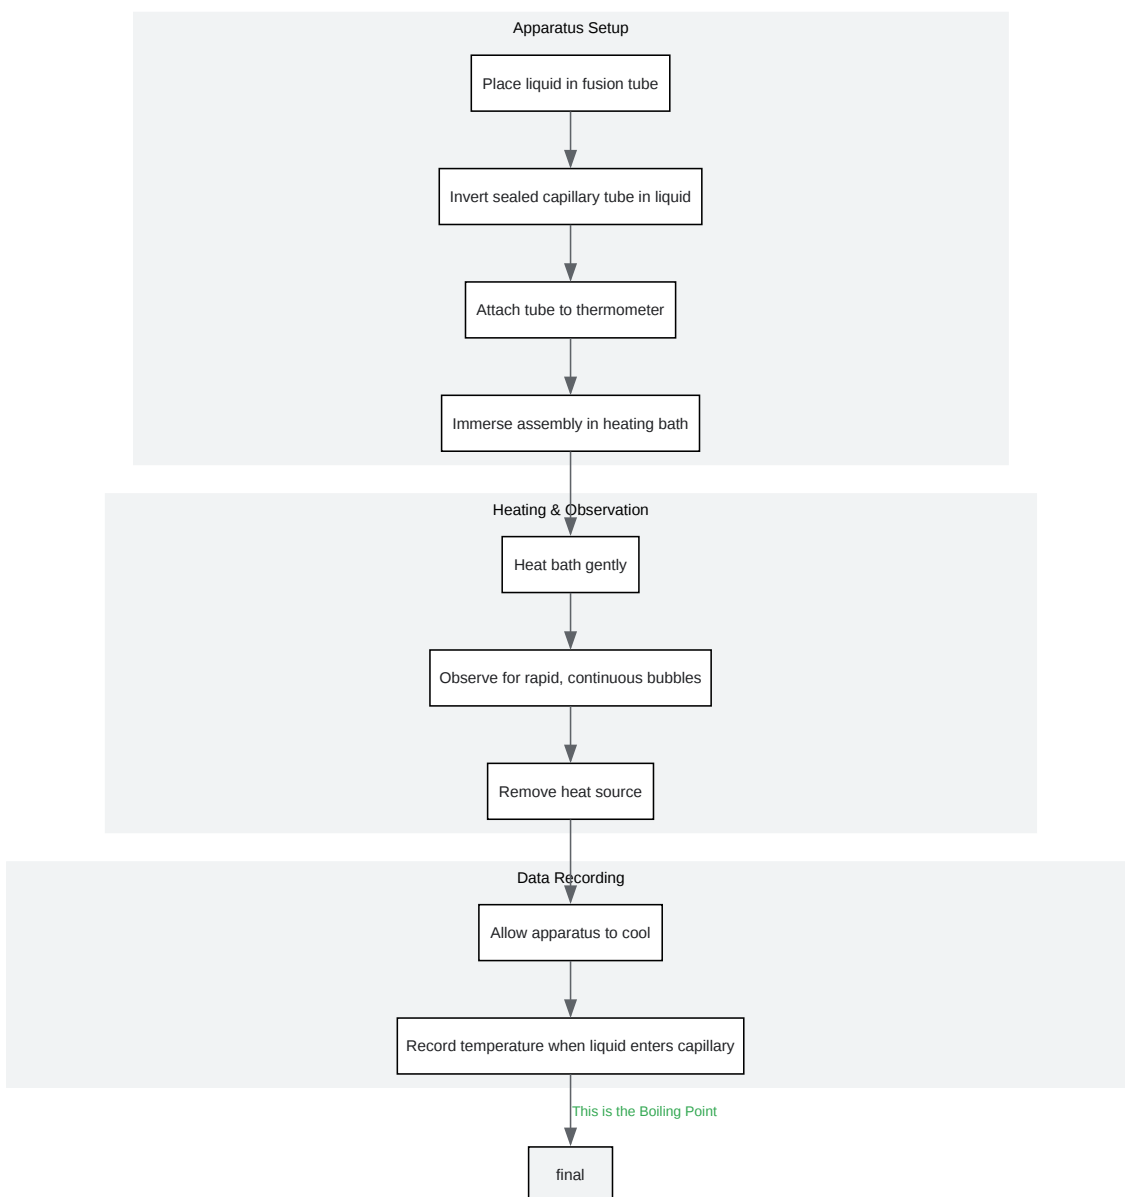 Apparatus Setup
Place liquid in fusion tube
Invert sealed capillary tube in liquid
Attach tube to thermometer
Immerse assembly in heating bath
Heating & Observation
Heat bath gently
Observe for rapid, continuous bubbles
Remove heat source
Data Recording
Allow apparatus to cool
Record temperature when liquid enters capillary
This is the Boiling Point
final